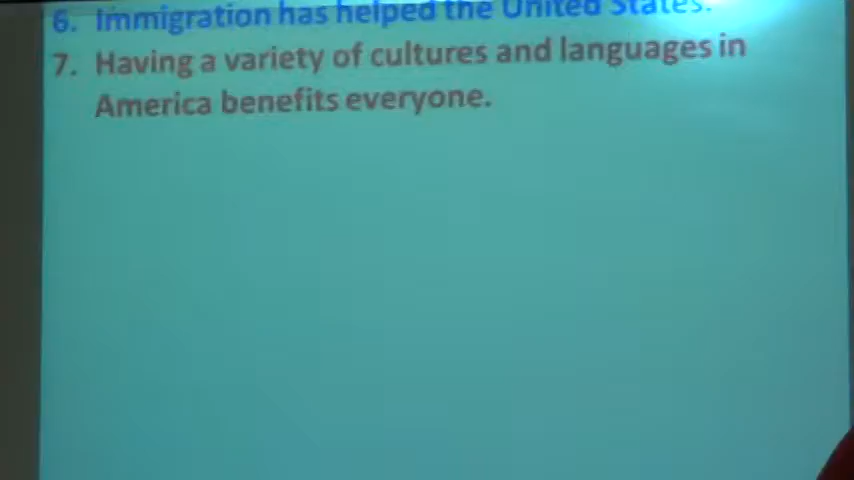 6. Immigration has helped the United States.
7. Having a variety of cultures and languages in
America benefits everyone.